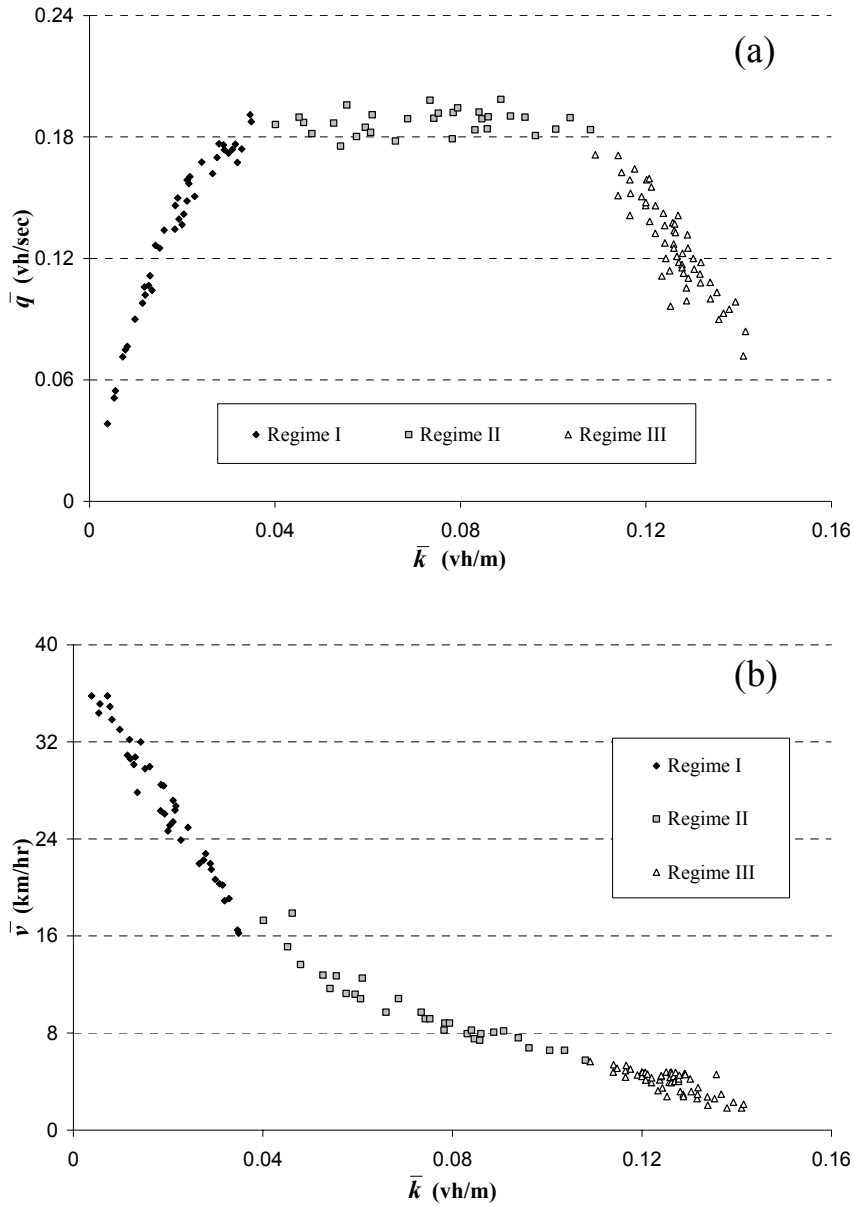 (a)
0.24
0.18
0.12
0.06
0
q̄ (vh/sec)
Regime I
Regime II
Regime III
0
0.04
0.08
0.12
0.16
k̄ (vh/m)
(b)
40
32
24
16
8
0
v̄ (km/hr)
Regime I
Regime II
Regime III
0
0.04
0.08
0.12
0.16
k̄ (vh/m)